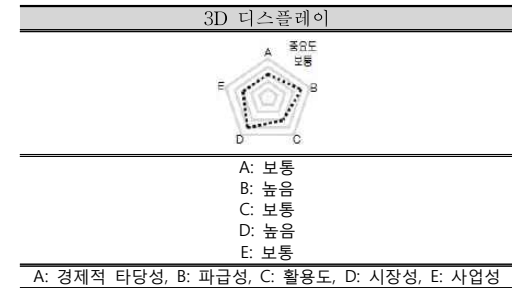 3D 디스플레이
중요도
보통
A
B
C
D
E
A: 보통
B: 높음
C: 보통
D: 높음
E: 보통
A: 경제적 타당성, B: 파급성, C: 활용도, D: 시장성, E: 사업성